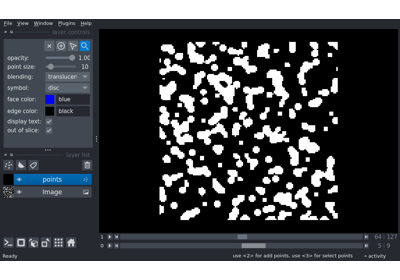 File View Window Plugins Help
layer controls
opacity: 1.00
point size: 10
blending: translucen
symbol: disc
face color: blue
edge color: black
display text:
out of slice:
layer list
points
Image
1 64 127
0 5 9
Ready use <2> for add points, use <3> for select points activity